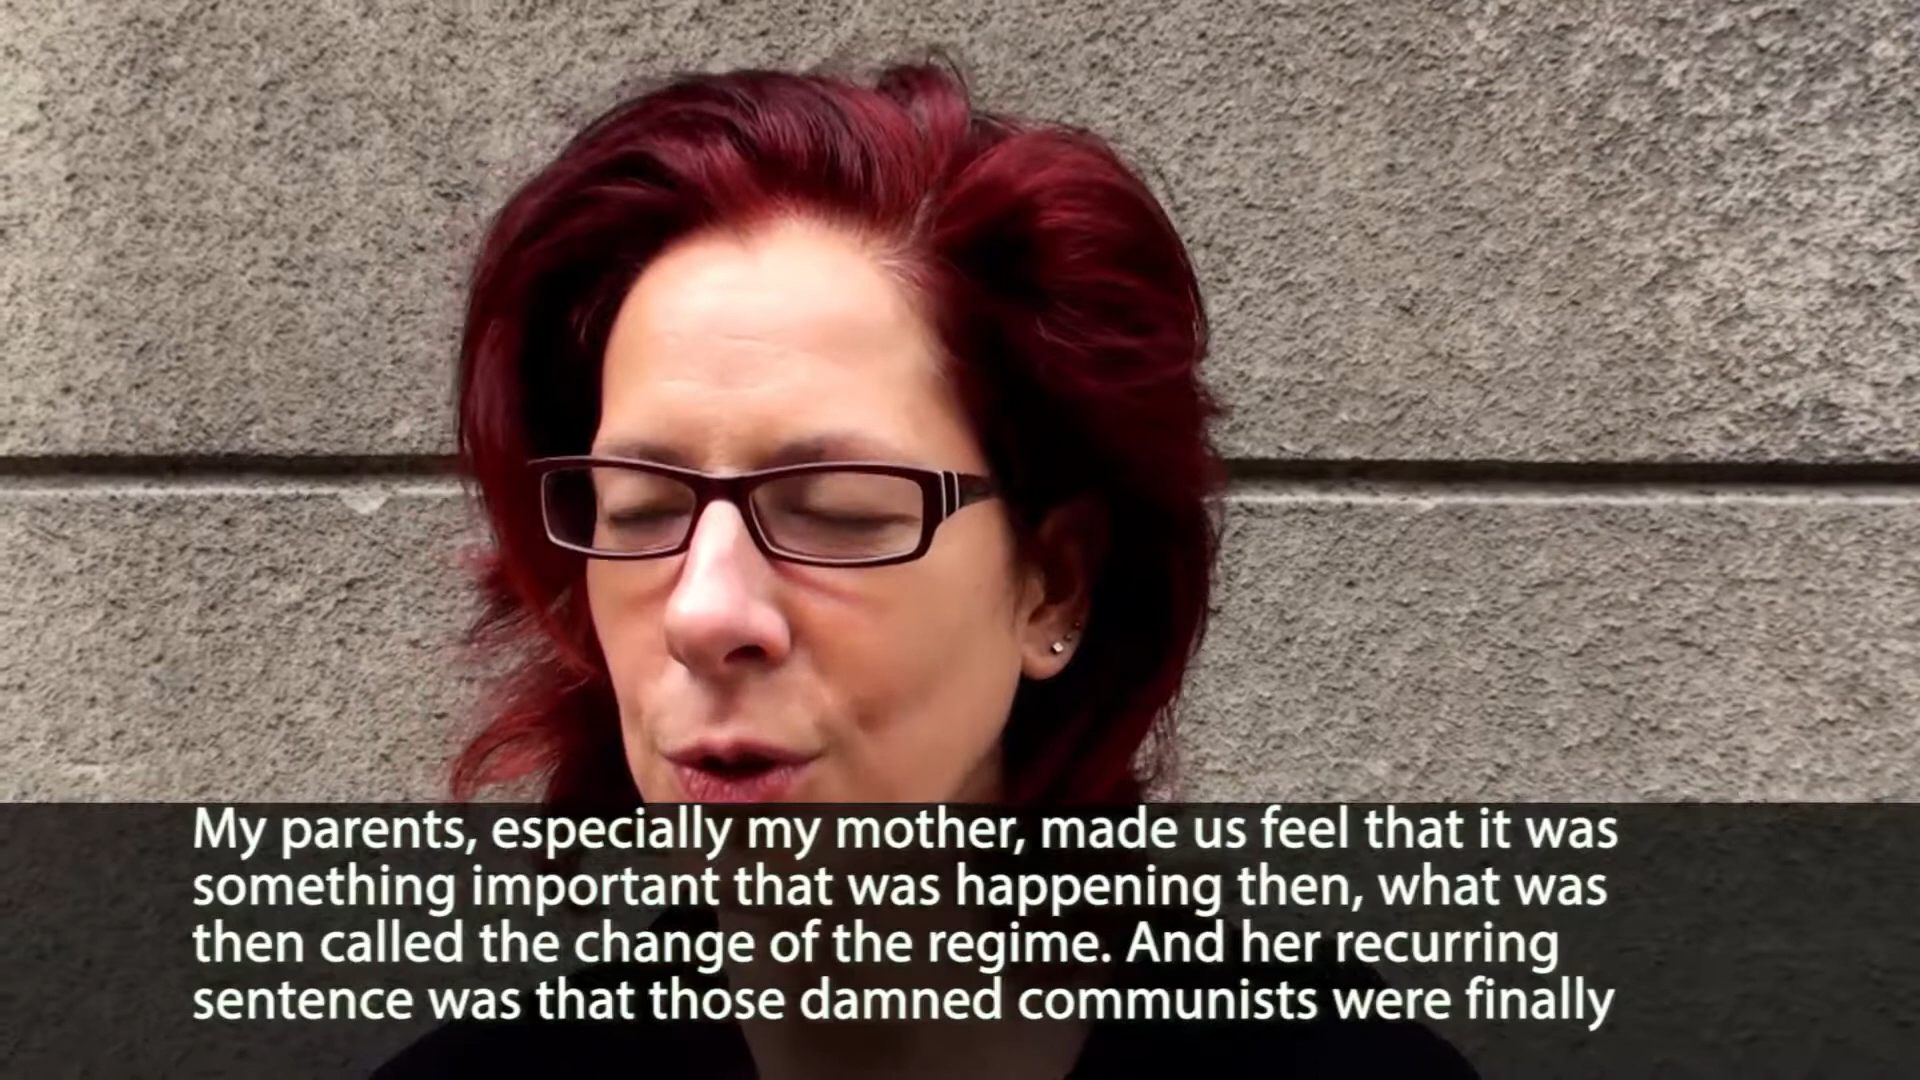 My parents, especially my mother, made us feel that it was
something important that was happening then, what was
then called the change of the regime. And her recurring
sentence was that those damned communists were finally